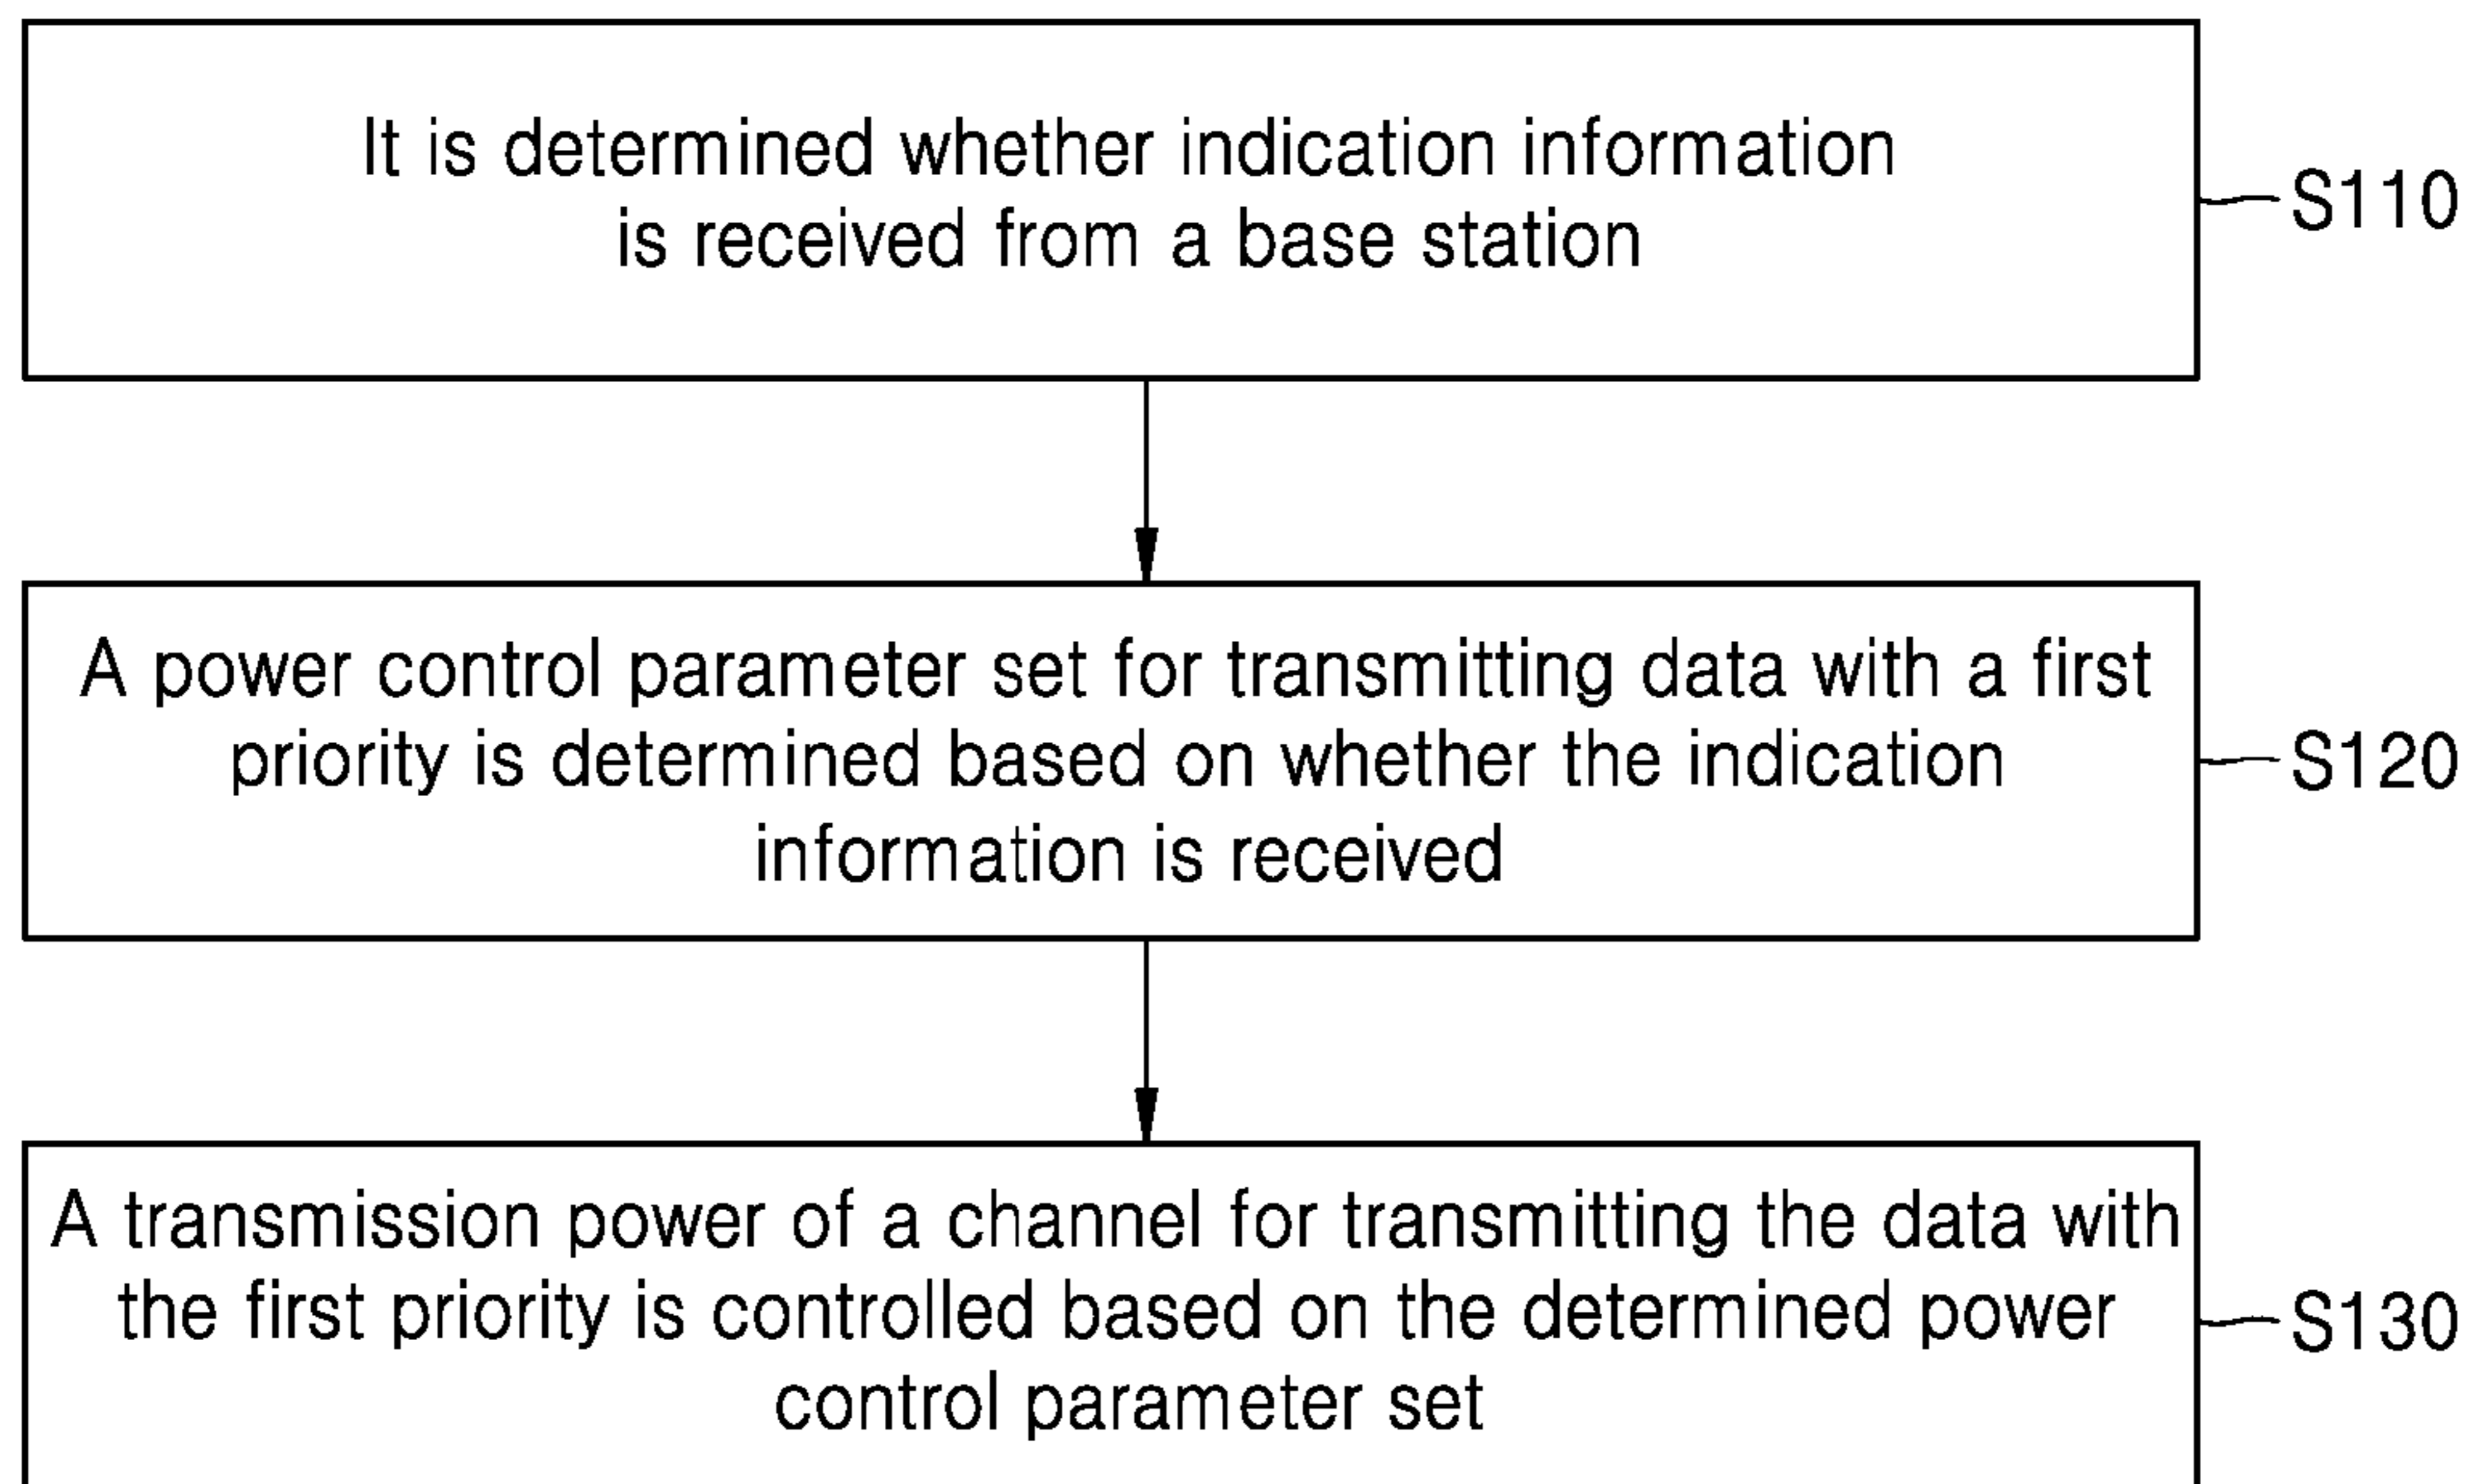 It is determined whether indication information
is received from a base station
S110
A power control parameter set for transmitting data with a first
priority is determined based on whether the indication
information is received
S120
A transmission power of a channel for transmitting the data with
the first priority is controlled based on the determined power
control parameter set
S130